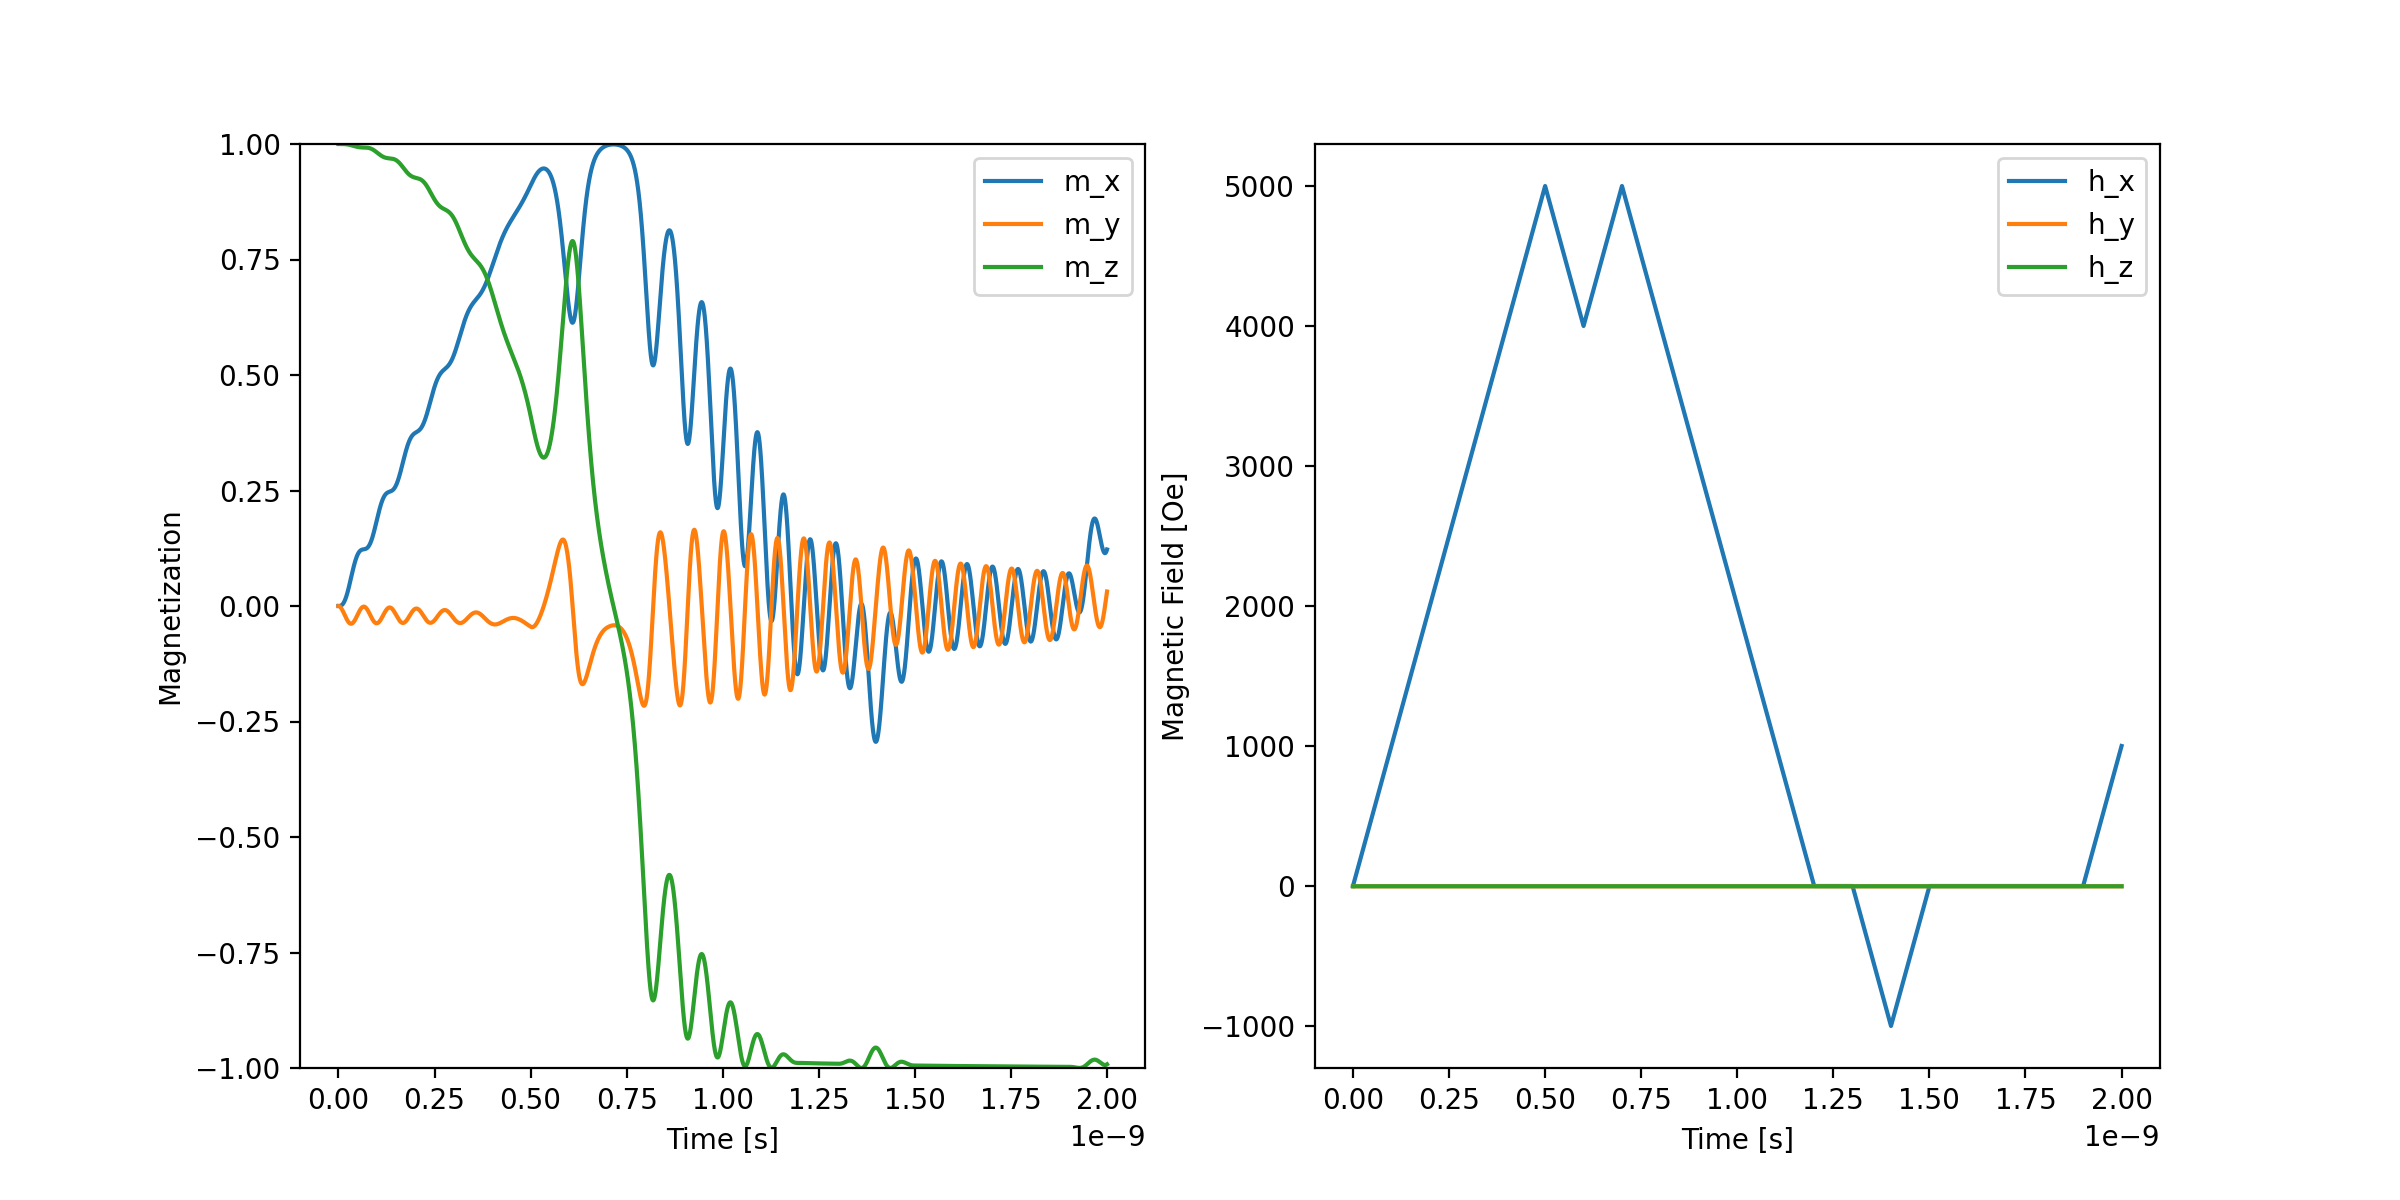 1.00
0.75
0.50
0.25
0.00
−0.25
−0.50
−0.75
−1.00
Magnetization
m_x
m_y
m_z
0.00 0.25 0.50 0.75 1.00 1.25 1.50 1.75 2.00
Time [s]
1e−9
5000
4000
3000
2000
1000
0
−1000
Magnetic Field [Oe]
h_x
h_y
h_z
0.00 0.25 0.50 0.75 1.00 1.25 1.50 1.75 2.00
Time [s]
1e−9